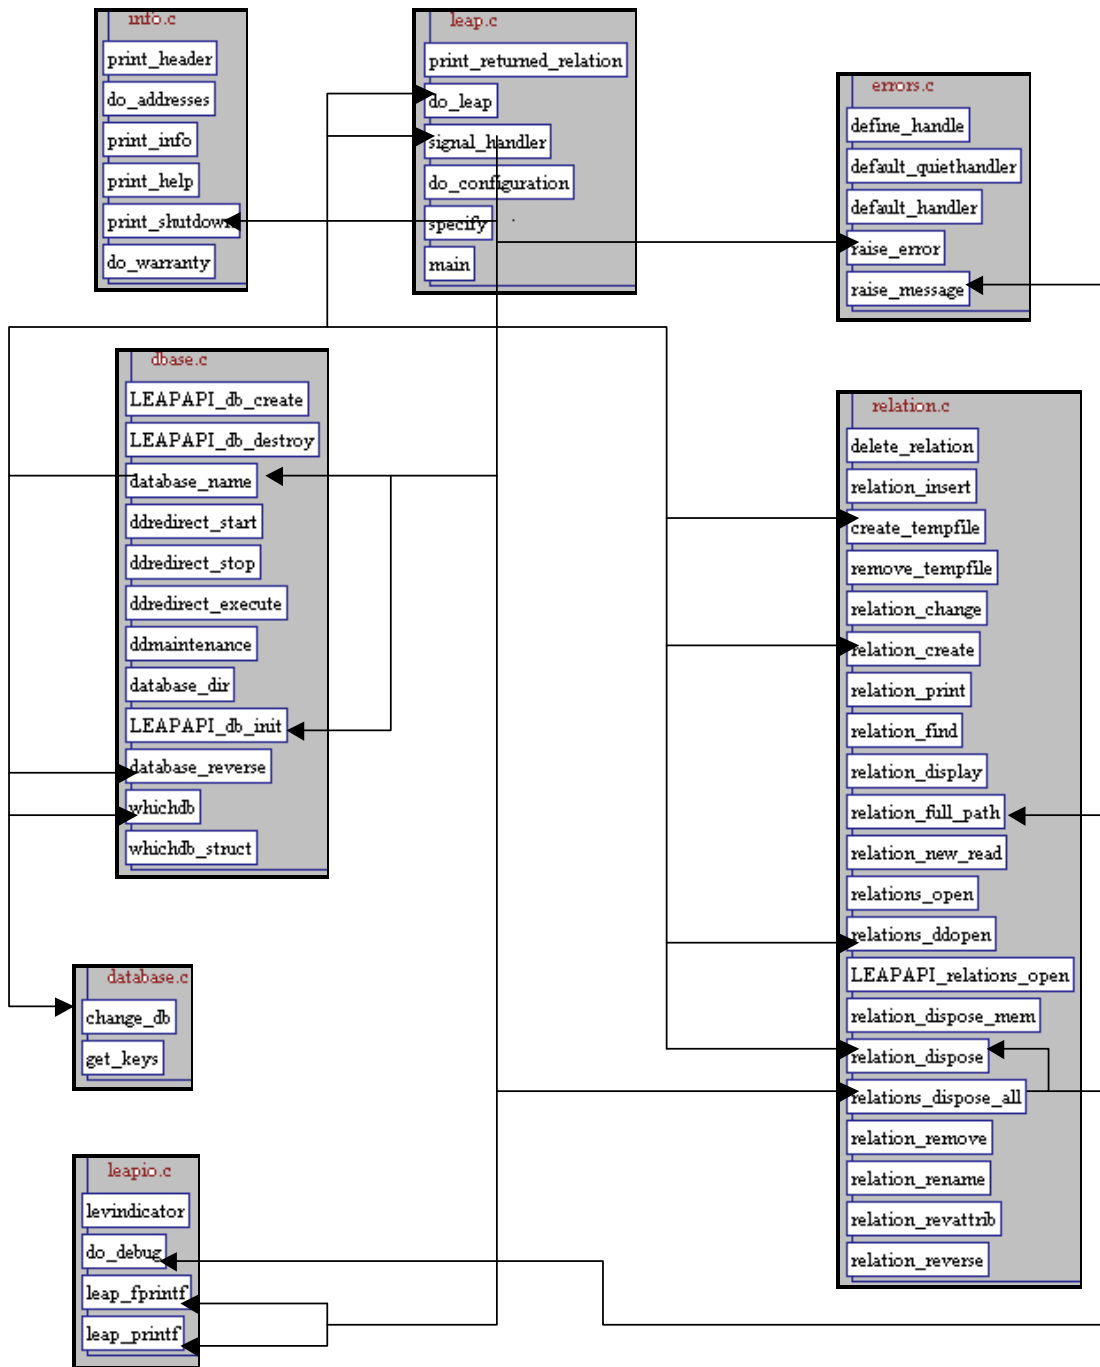 info.c
print_header
do_addresses
print_info
print_help
print_shutdown
do_warranty
leap.c
print_returned_relation
do_leap
signal_handler
do_configuration
specify
main
errors.c
define_handle
default_quiethandler
default_handler
raise_error
raise_message
dbase.c
LEAPAPI_db_create
LEAPAPI_db_destroy
database_name
ddredirect_start
ddredirect_stop
ddredirect_execute
ddmaintenance
database_dir
LEAPAPI_db_init
database_reverse
whichdb
whichdb_struct
relation.c
delete_relation
relation_insert
create_tempfile
remove_tempfile
relation_change
relation_create
relation_print
relation_find
relation_display
relation_full_path
relation_new_read
relations_open
relations_ddopen
LEAPAPI_relations_open
relation_dispose_mem
relation_dispose
relations_dispose_all
relation_remove
relation_rename
relation_revattrib
relation_reverse
database.c
change_db
get_keys
leapio.c
levindicator
do_debug
leap_fprintf
leap_printf